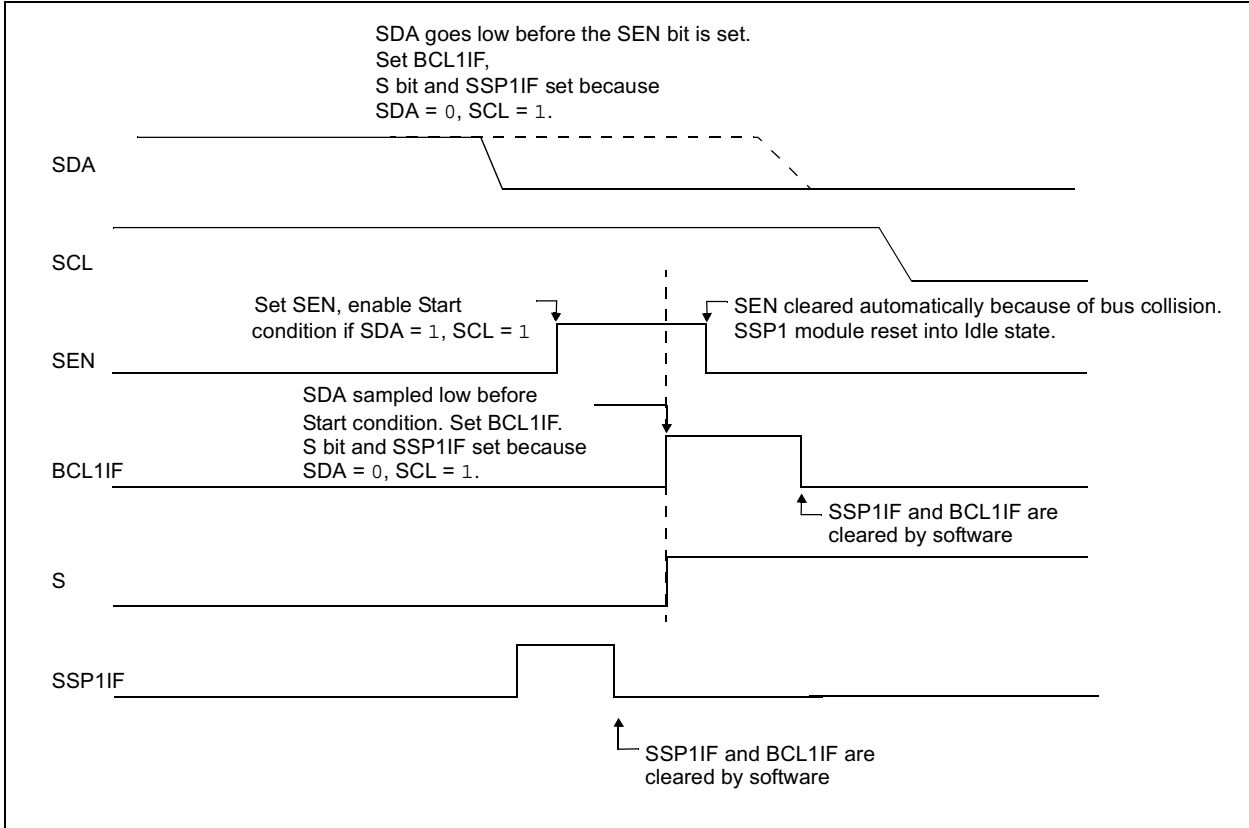 SDA goes low before the SEN bit is set.
Set BCL1IF,
S bit and SSP1IF set because
SDA = 0, SCL = 1.
SDA
SCL
Set SEN, enable Start
condition if SDA = 1, SCL = 1
SEN cleared automatically because of bus collision.
SSP1 module reset into Idle state.
SEN
SDA sampled low before
Start condition. Set BCL1IF.
S bit and SSP1IF set because
SDA = 0, SCL = 1.
BCL1IF
SSP1IF and BCL1IF are
cleared by software
S
SSP1IF
SSP1IF and BCL1IF are
cleared by software